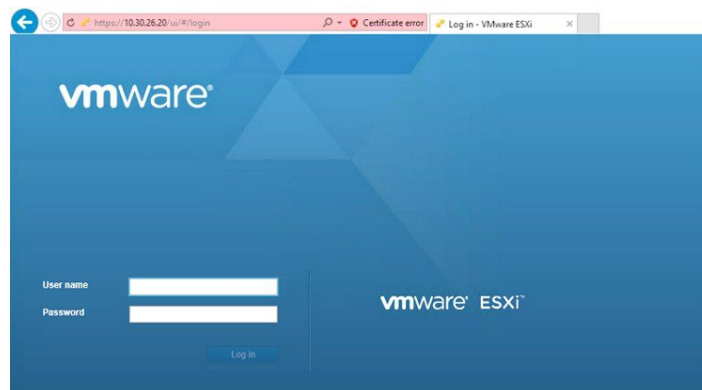 https://10.30.26.20/ui/#/login
Certificate error
Log in - VMware ESXi
vmware®
User name
Password
Log in
vmware® ESXi™